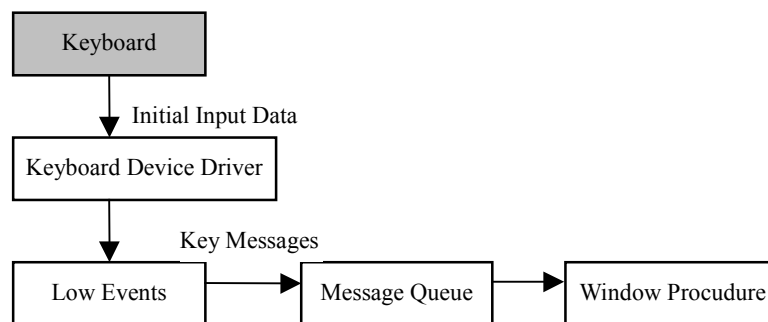 Keyboard
Initial Input Data
Keyboard Device Driver
Key Messages
Low Events
Message Queue
Window Procudure